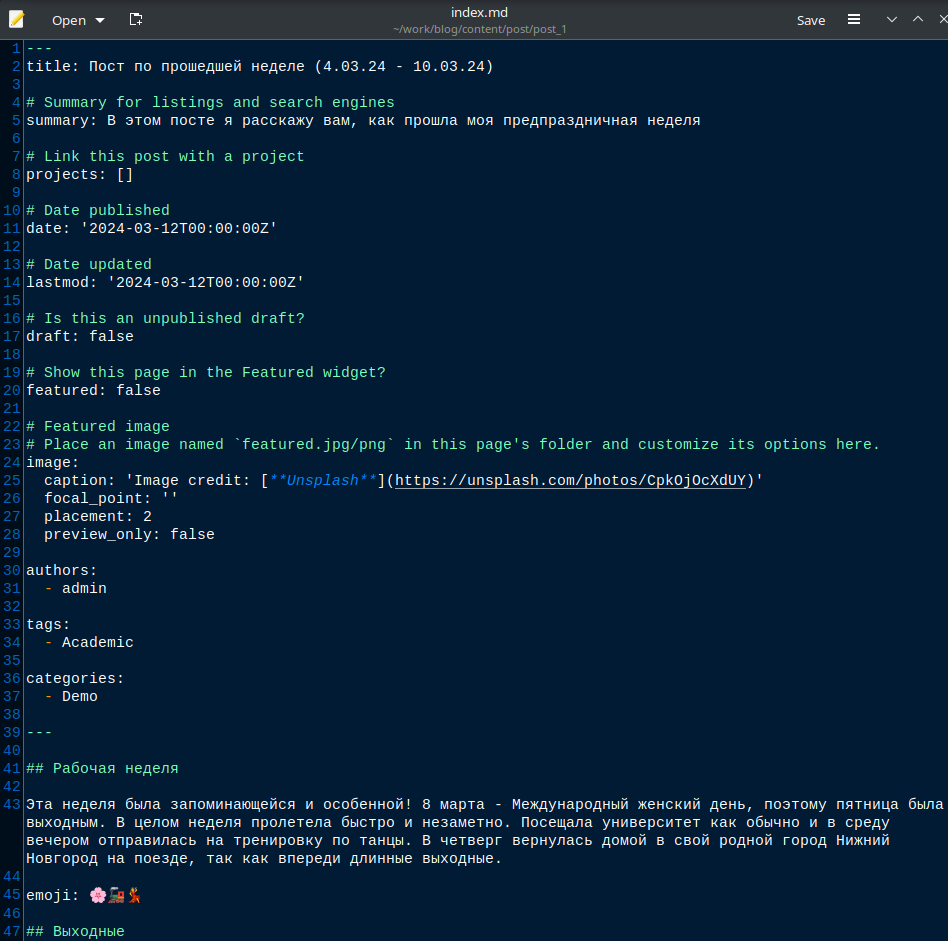 Open
index.md
~/work/blog/content/post/post_1
Save
1 ---
2 title: Пост по прошедшей неделе (4.03.24 - 10.03.24)
3
4 # Summary for listings and search engines
5 summary: В этом посте я расскажу вам, как прошла моя предпраздничная неделя
6
7 # Link this post with a project
8 projects: []
9
10 # Date published
11 date: '2024-03-12T00:00:00Z'
12
13 # Date updated
14 lastmod: '2024-03-12T00:00:00Z'
15
16 # Is this an unpublished draft?
17 draft: false
18
19 # Show this page in the Featured widget?
20 featured: false
21
22 # Featured image
23 # Place an image named `featured.jpg/png` in this page's folder and customize its options here.
24 image:
25   caption: 'Image credit: [**Unsplash**](https://unsplash.com/photos/CpkOjOcXdUY)'
26   focal_point: ''
27   placement: 2
28   preview_only: false
29
30 authors:
31   - admin
32
33 tags:
34   - Academic
35
36 categories:
37   - Demo
38
39 ---
40
41 ## Рабочая неделя
42
43 Эта неделя была запоминающейся и особенной! 8 марта - Международный женский день, поэтому пятница была
выходным. В целом неделя пролетела быстро и незаметно. Посещала университет как обычно и в среду
вечером отправилась на тренировку по танцы. В четверг вернулась домой в свой родной город Нижний
Новгород на поезде, так как впереди длинные выходные.
44
45 emoji: 🌸🚂💃
46
47 ## Выходные